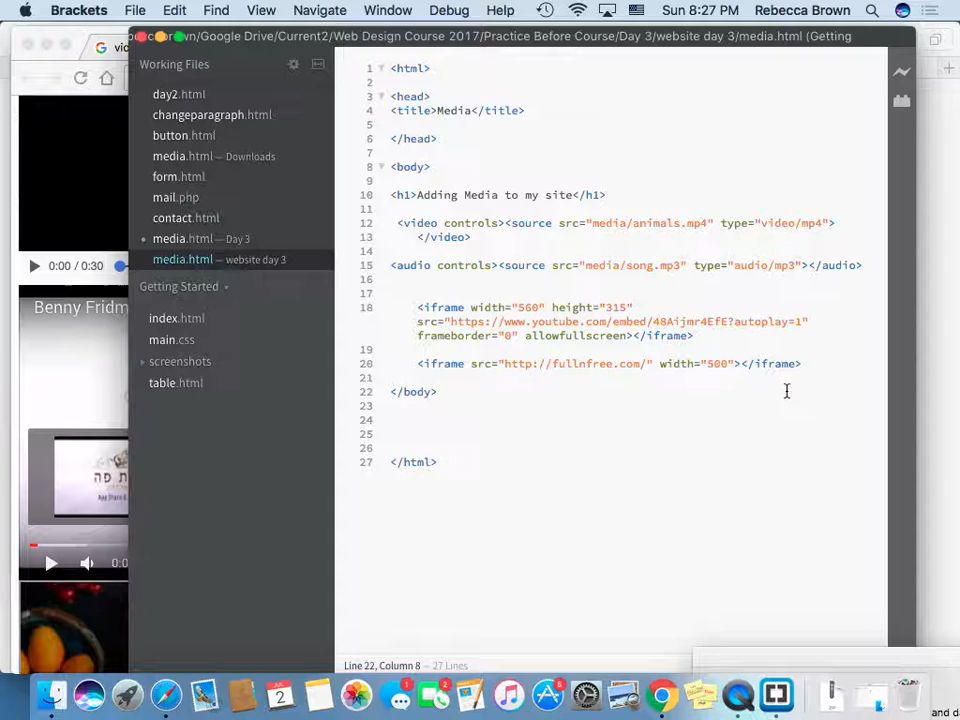 Brackets File Edit Find View Navigate Window Debug Help Sun 8:27 PM Rebecca Brown
/Google Drive/Current2/Web Design Course 2017/Practice Before Course/Day 3/website day 3/media.html (Getting
Working Files
day2.html
changeparagraph.html
button.html
media.html — Downloads
form.html
mail.php
contact.html
media.html — Day 3
media.html — website day 3
Getting Started
index.html
main.css
screenshots
table.html
0:00 / 0:30
Benny Fridm
1 <html>
2
3 <head>
4 <title>Media</title>
5
6 </head>
7
8 <body>
9
10 <h1>Adding Media to my site</h1>
11
12 <video controls><source src="media/animals.mp4" type="video/mp4">
13 </video>
14
15 <audio controls><source src="media/song.mp3" type="audio/mp3"></audio>
16
17
18 <iframe width="560" height="315"
src="https://www.youtube.com/embed/48Aijmr4EfE?autoplay=1"
frameborder="0" allowfullscreen></iframe>
19
20 <iframe src="http://fullnfree.com/" width="500"></iframe>
21
22 </body>
23
24
25
26
27 </html>
Line 22, Column 8 — 27 Lines
and d